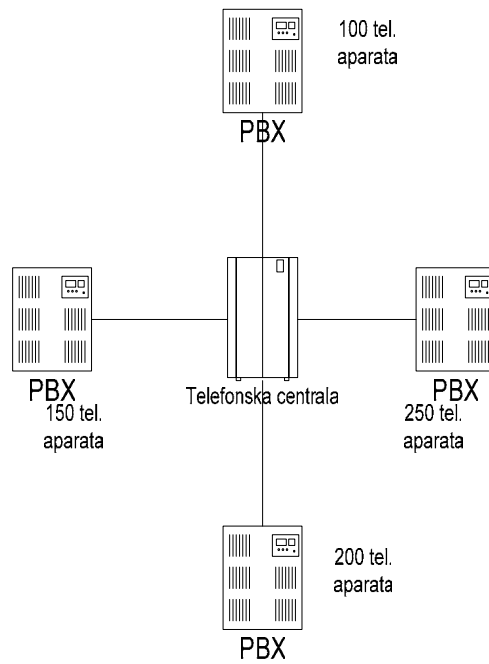 100 tel.
aparata
PBX
PBX
150 tel.
aparata
Telefonska centrala
PBX
250 tel.
aparata
200 tel.
aparata
PBX